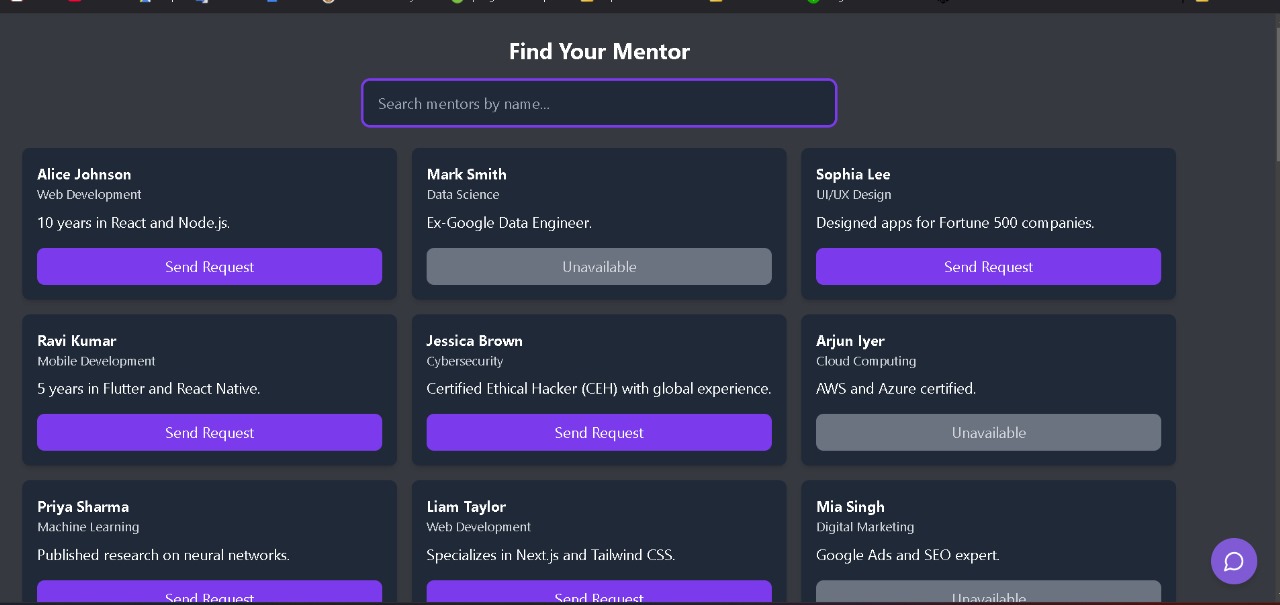 Find Your Mentor
Search mentors by name...
Alice Johnson
Web Development
10 years in React and Node.js.
Send Request
Mark Smith
Data Science
Ex-Google Data Engineer.
Unavailable
Sophia Lee
UI/UX Design
Designed apps for Fortune 500 companies.
Send Request
Ravi Kumar
Mobile Development
5 years in Flutter and React Native.
Send Request
Jessica Brown
Cybersecurity
Certified Ethical Hacker (CEH) with global experience.
Send Request
Arjun Iyer
Cloud Computing
AWS and Azure certified.
Unavailable
Priya Sharma
Machine Learning
Published research on neural networks.
Send Request
Liam Taylor
Web Development
Specializes in Next.js and Tailwind CSS.
Send Request
Mia Singh
Digital Marketing
Google Ads and SEO expert.
Unavailable